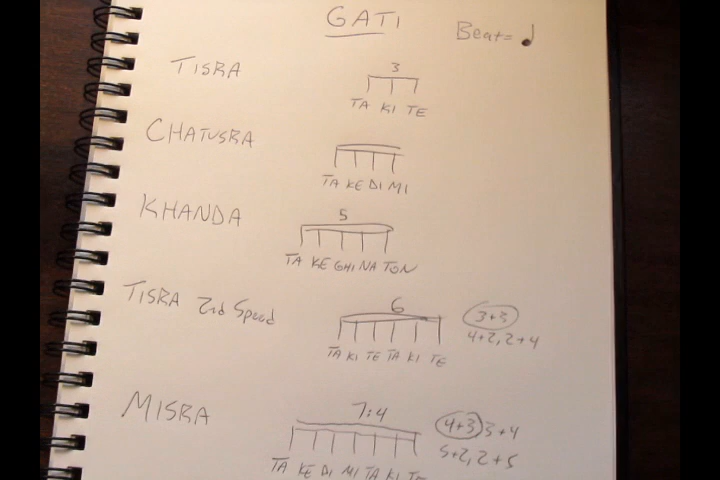 GATI
Beat= ♩
TISRA
3
TA KI TE
CHATUSRA
TA KE DI MI
KHANDA
5
TA KE GHI NA TON
TISRA 2nd Speed
6
TA KI TE TA KI TE
3+3
4+2, 2+4
MISRA
7:4
TA KE DI MI TA KI TE
4+3 3+4
5+2, 2+5